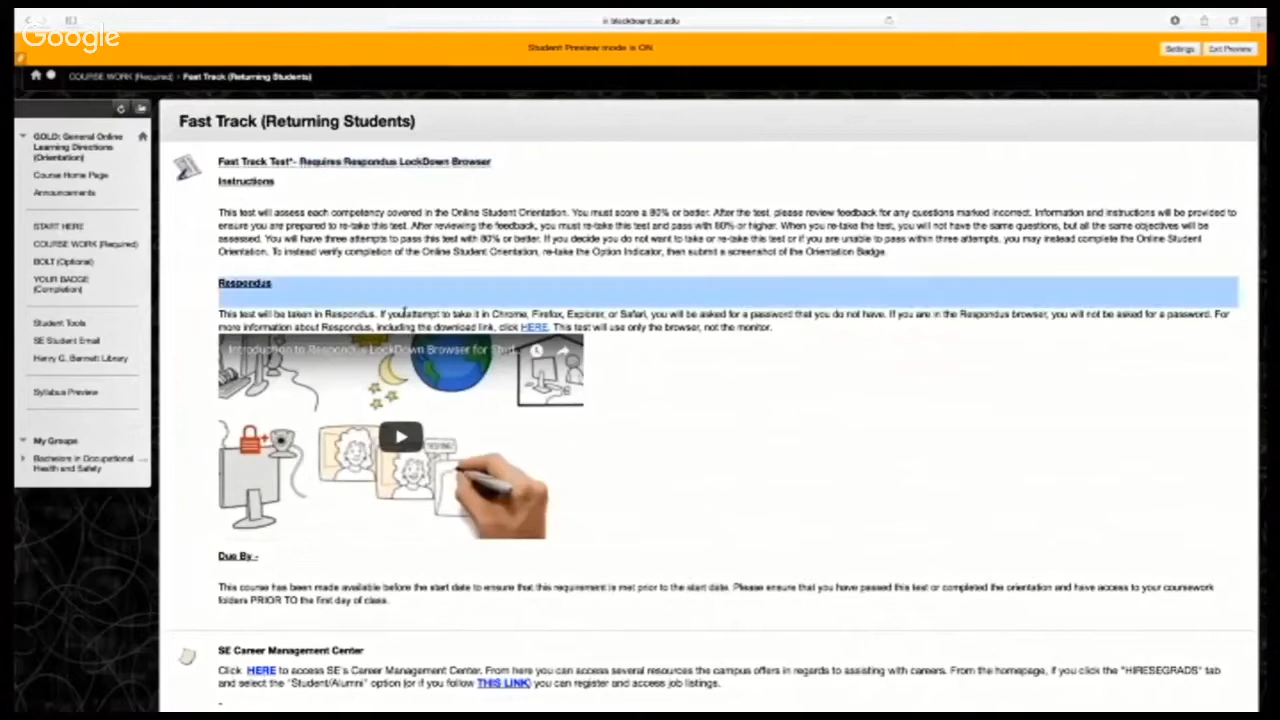 Google
blackboard.se.edu
Student Preview mode is ON
Settings
Exit Preview
COURSE WORK (Required) › Fast Track (Returning Students)
GOLD: General Online
Learning Directions
(Orientation)
Course Home Page
Announcements
START HERE
COURSE WORK (Required)
BOLT (Optional)
YOUR BADGE
(Completion)
Student Tools
SE Student Email
Henry G. Bennett Library
Syllabus Preview
My Groups
Bachelors in Occupational ...
Health and Safety
Fast Track (Returning Students)
Fast Track Test*- Requires Respondus LockDown Browser
Instructions
This test will assess each competency covered in the Online Student Orientation. You must score a 80% or better. After the test, please review feedback for any questions marked incorrect. Information and instructions will be provided to
ensure you are prepared to re-take this test. After reviewing the feedback, you must re-take this test and pass with 80% or higher. When you re-take the test, you will not have the same questions, but all the same objectives will be
assessed. You will have three attempts to pass this test with 80% or better. If you decide you do not want to take or re-take this test or if you are unable to pass within three attempts, you may instead complete the Online Student
Orientation. To instead verify completion of the Online Student Orientation, re-take the Option Indicator, then submit a screenshot of the Orientation Badge.
Respondus
This test will be taken in Respondus. If you attempt to take it in Chrome, Firefox, Explorer, or Safari, you will be asked for a password that you do not have. If you are in the Respondus browser, you will not be asked for a password. For
more information about Respondus, including the download link, click HERE. This test will use only the browser, not the monitor.
Introduction to Respondus LockDown Browser for Stud...
Due By -
This course has been made available before the start date to ensure that this requirement is met prior to the start date. Please ensure that you have passed this test or completed the orientation and have access to your coursework
folders PRIOR TO the first day of class.
SE Career Management Center
Click HERE to access SE's Career Management Center. From here you can access several resources the campus offers in regards to assisting with careers. From the homepage, if you click the "HIRESEGRADS" tab
and select the "Student/Alumni" option (or if you follow THIS LINK) you can register and access job listings.
-